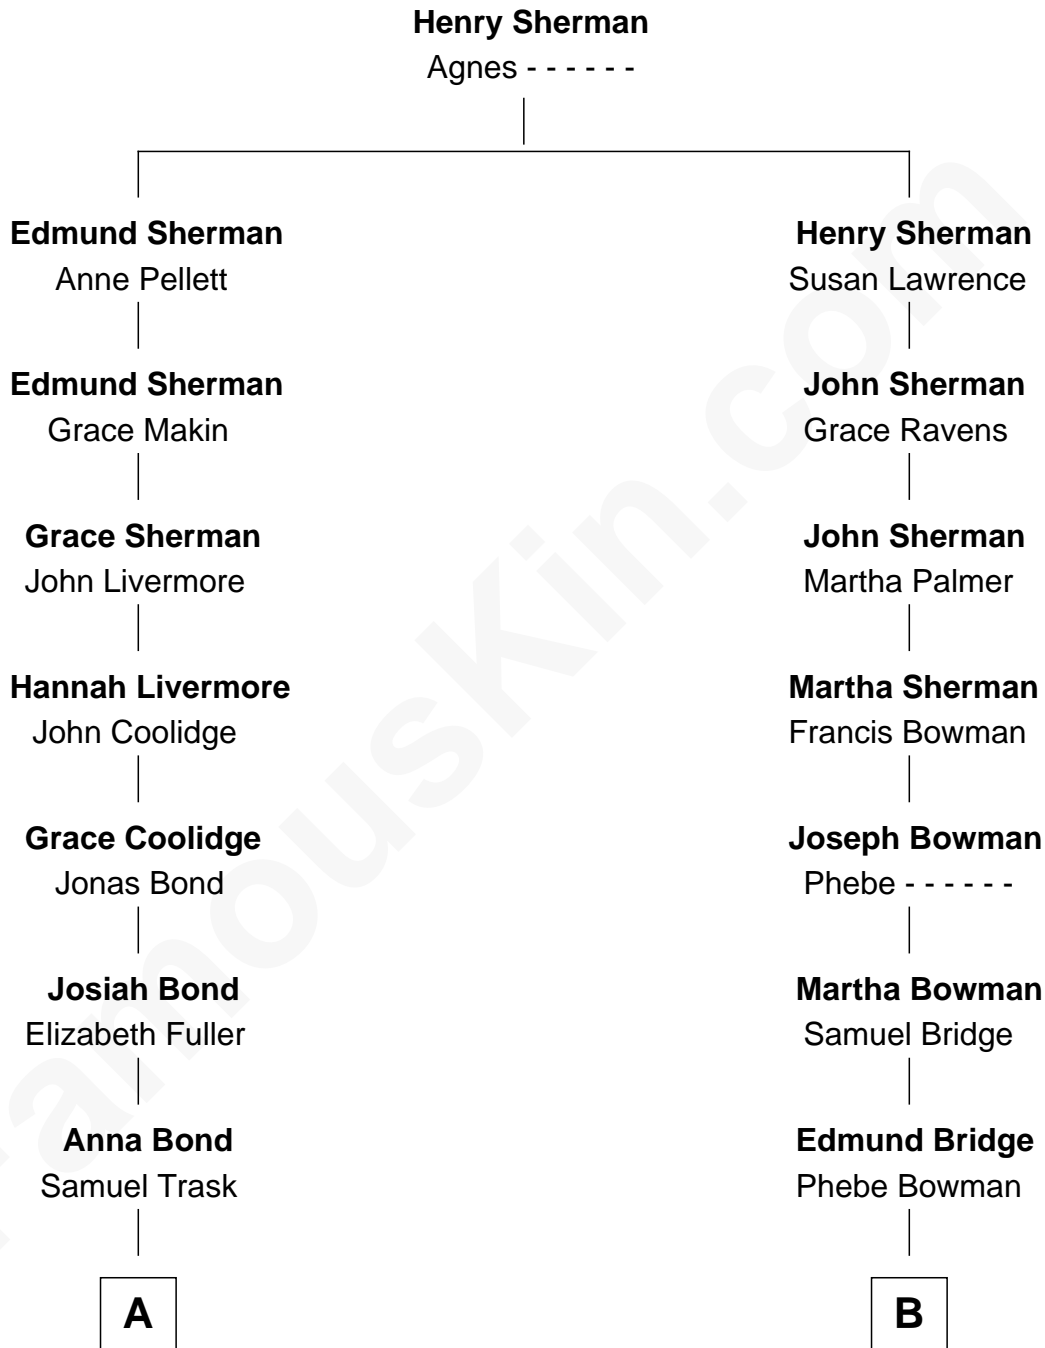 Henry Sherman
Agnes - - - - - -
Edmund Sherman
Anne Pellett
Henry Sherman
Susan Lawrence
Edmund Sherman
Grace Makin
John Sherman
Grace Ravens
Grace Sherman
John Livermore
John Sherman
Martha Palmer
Hannah Livermore
John Coolidge
Martha Sherman
Francis Bowman
Grace Coolidge
Jonas Bond
Joseph Bowman
Phebe - - - - - -
Josiah Bond
Elizabeth Fuller
Martha Bowman
Samuel Bridge
Anna Bond
Samuel Trask
Edmund Bridge
Phebe Bowman
A
B
FamousKin.com